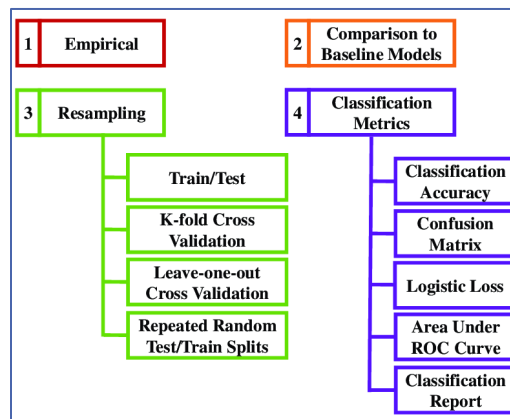 1 Empirical
2 Comparison to
Baseline Models
3 Resampling
Train/Test
K-fold Cross
Validation
Leave-one-out
Cross Validation
Repeated Random
Test/Train Splits
4 Classification
Metrics
Classification
Accuracy
Confusion
Matrix
Logistic Loss
Area Under
ROC Curve
Classification
Report